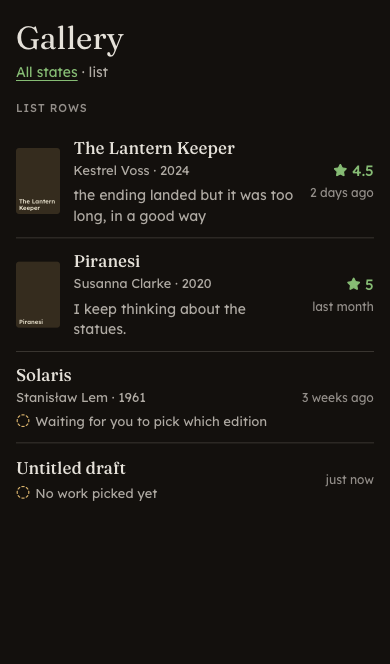 Gallery
All states · list
LIST ROWS
The Lantern Keeper
Kestrel Voss · 2024
4.5
the ending landed but it was too
long, in a good way
2 days ago
The Lantern
Keeper
Piranesi
Susanna Clarke · 2020
5
I keep thinking about the
statues.
last month
Piranesi
Solaris
Stanisław Lem · 1961
3 weeks ago
Waiting for you to pick which edition
Untitled draft
No work picked yet
just now